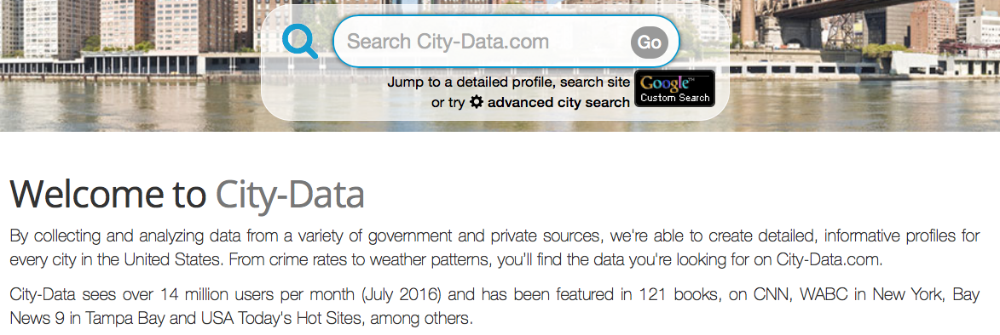 Search City-Data.com Go
Jump to a detailed profile, search site
or try advanced city search
Google™
Custom Search
Welcome to City-Data
By collecting and analyzing data from a variety of government and private sources, we're able to create detailed, informative profiles for
every city in the United States. From crime rates to weather patterns, you'll find the data you're looking for on City-Data.com.
City-Data sees over 14 million users per month (July 2016) and has been featured in 121 books, on CNN, WABC in New York, Bay
News 9 in Tampa Bay and USA Today's Hot Sites, among others.